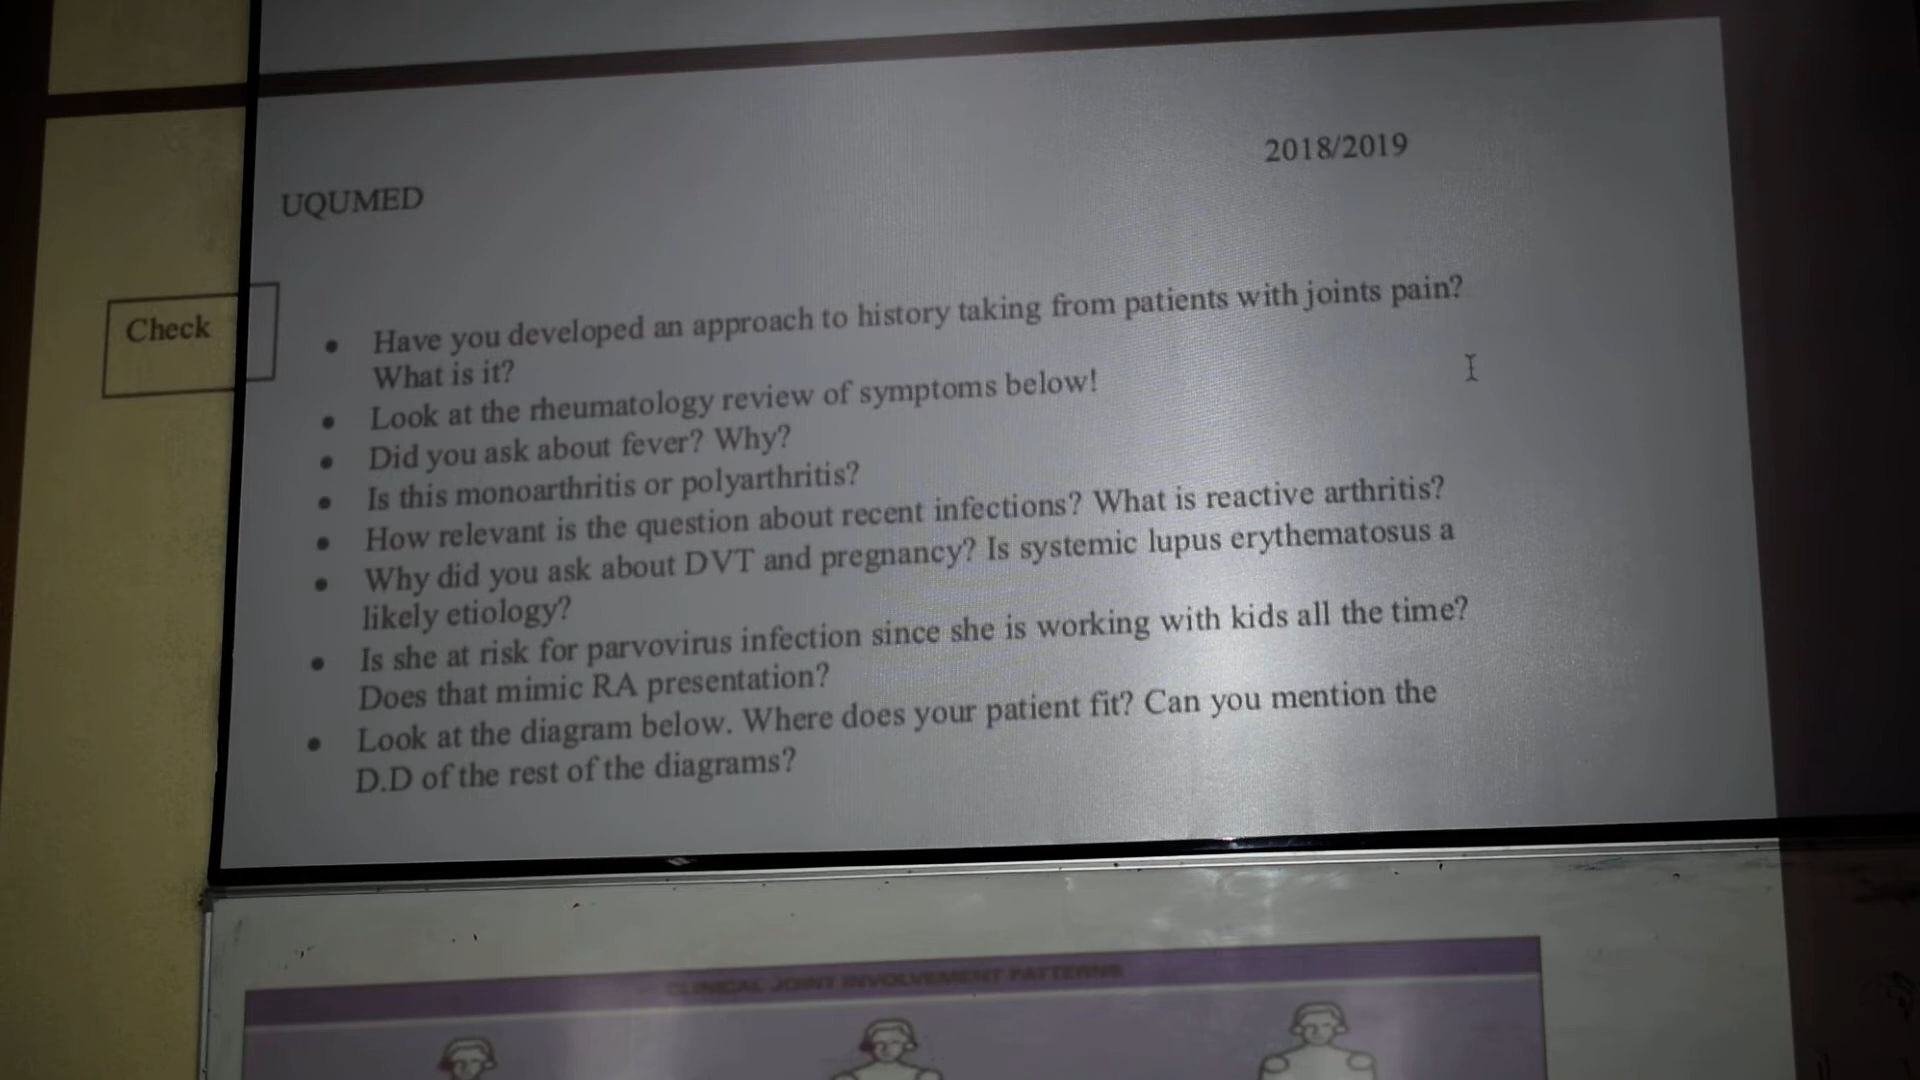 2018/2019
UQUMED
Check
Have you developed an approach to history taking from patients with joints pain?
What is it?
Look at the rheumatology review of symptoms below!
Did you ask about fever? Why?
Is this monoarthritis or polyarthritis?
How relevant is the question about recent infections? What is reactive arthritis?
Why did you ask about DVT and pregnancy? Is systemic lupus erythematosus a
likely etiology?
Is she at risk for parvovirus infection since she is working with kids all the time?
Does that mimic RA presentation?
Look at the diagram below. Where does your patient fit? Can you mention the
D.D of the rest of the diagrams?
CLINICAL JOINT INVOLVEMENT PATTERNS